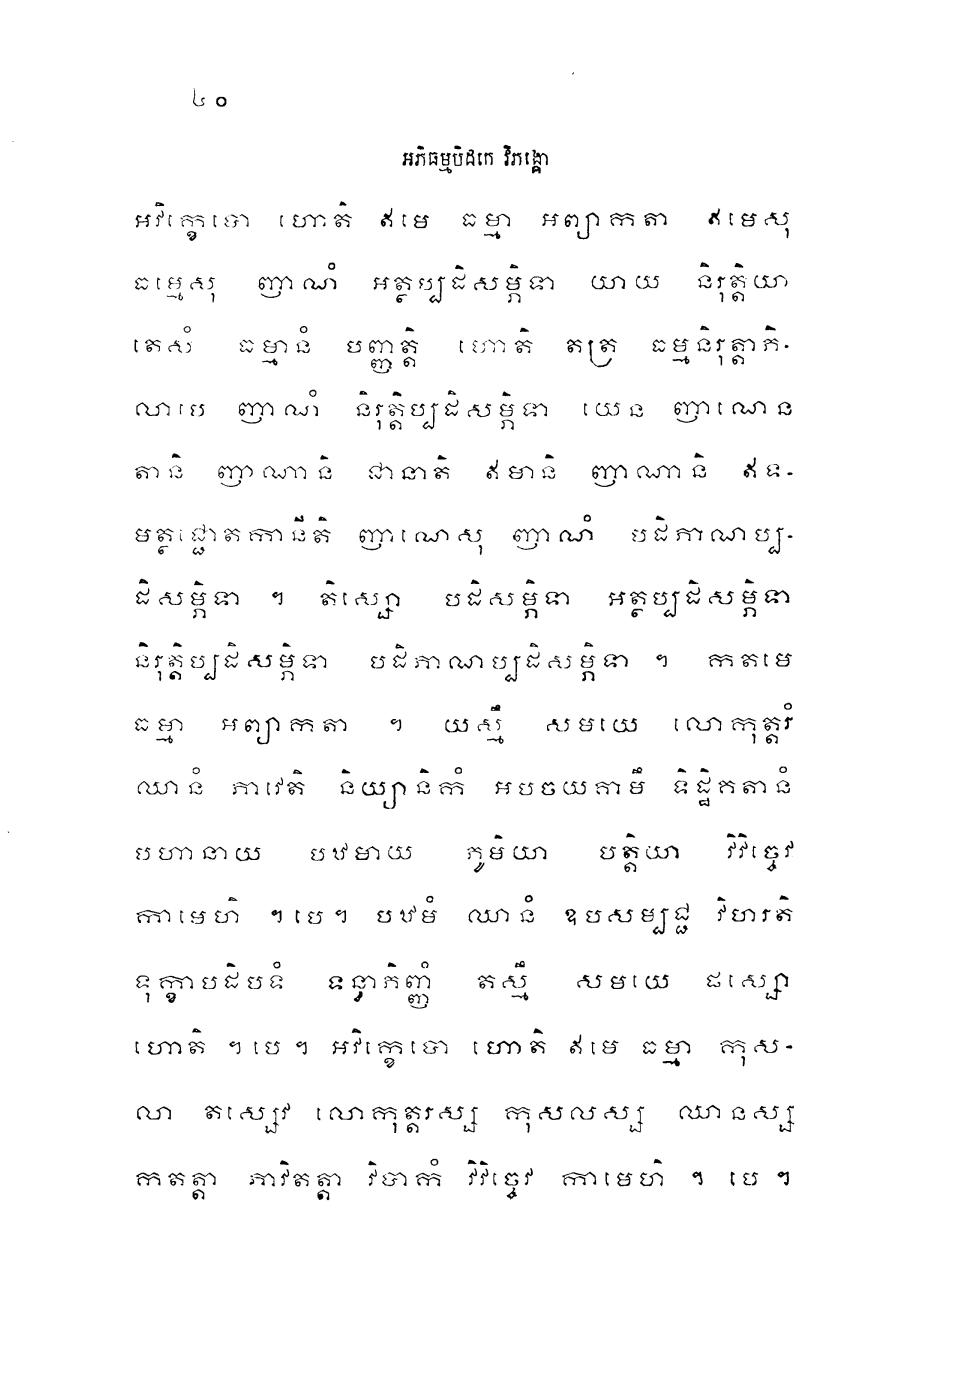 ៤០
អភិធម្មបិដកេ វិភង្គោ
អវិក្ខេបោ ហោតិ ឥមេ ធម្មា អព្យាកតា ឥមេសុ
ធម្មេសុ ញាណំ អត្ថប្បដិសម្ភិទា យាយ និរុត្តិយា
តេសំ ធម្មានំ បញ្ញត្តិ ហោតិ តត្រ ធម្មនិរុត្តាភិ-
លាបេ ញាណំ និរុត្តិប្បដិសម្ភិទា យេន ញាណេន
តានិ ញាណានិ ជានាតិ ឥមានិ ញាណានិ ឥទ-
មត្ថជ្ជោតកានីតិ ញាណេសុ ញាណំ បដិភាណប្ប-
ដិសម្ភិទា ។ តិស្សោ បដិសម្ភិទា អត្ថប្បដិសម្ភិទា
និរុត្តិប្បដិសម្ភិទា បដិភាណប្បដិសម្ភិទា ។ កតមេ
ធម្មា អព្យាកតា ។ យស្មឹ សមយេ លោកុត្តរំ
ឈានំ ភាវេតិ និយ្យានិកំ អបចយគាមឹ ទិដ្ឋិគតានំ
បហានាយ បឋមាយ ភូមិយា បត្តិយា វិវិច្ចេវ
កាមេហិ ។ បេ ។ បឋមំ ឈានំ ឧបសម្បជ្ជ វិហរតិ
ទុក្ខាបដិបទំ ទន្ធាភិញ្ញំ តស្មឹ សមយេ ផស្សោ
ហោតិ ។ បេ ។ អវិក្ខេបោ ហោតិ ឥមេ ធម្មា កុស-
លា តស្សេវ លោកុត្តរស្ស កុសលស្ស ឈានស្ស
កតត្តា ភាវិតត្តា វិបាកំ វិវិច្ចេវ កាមេហិ ។ បេ ។